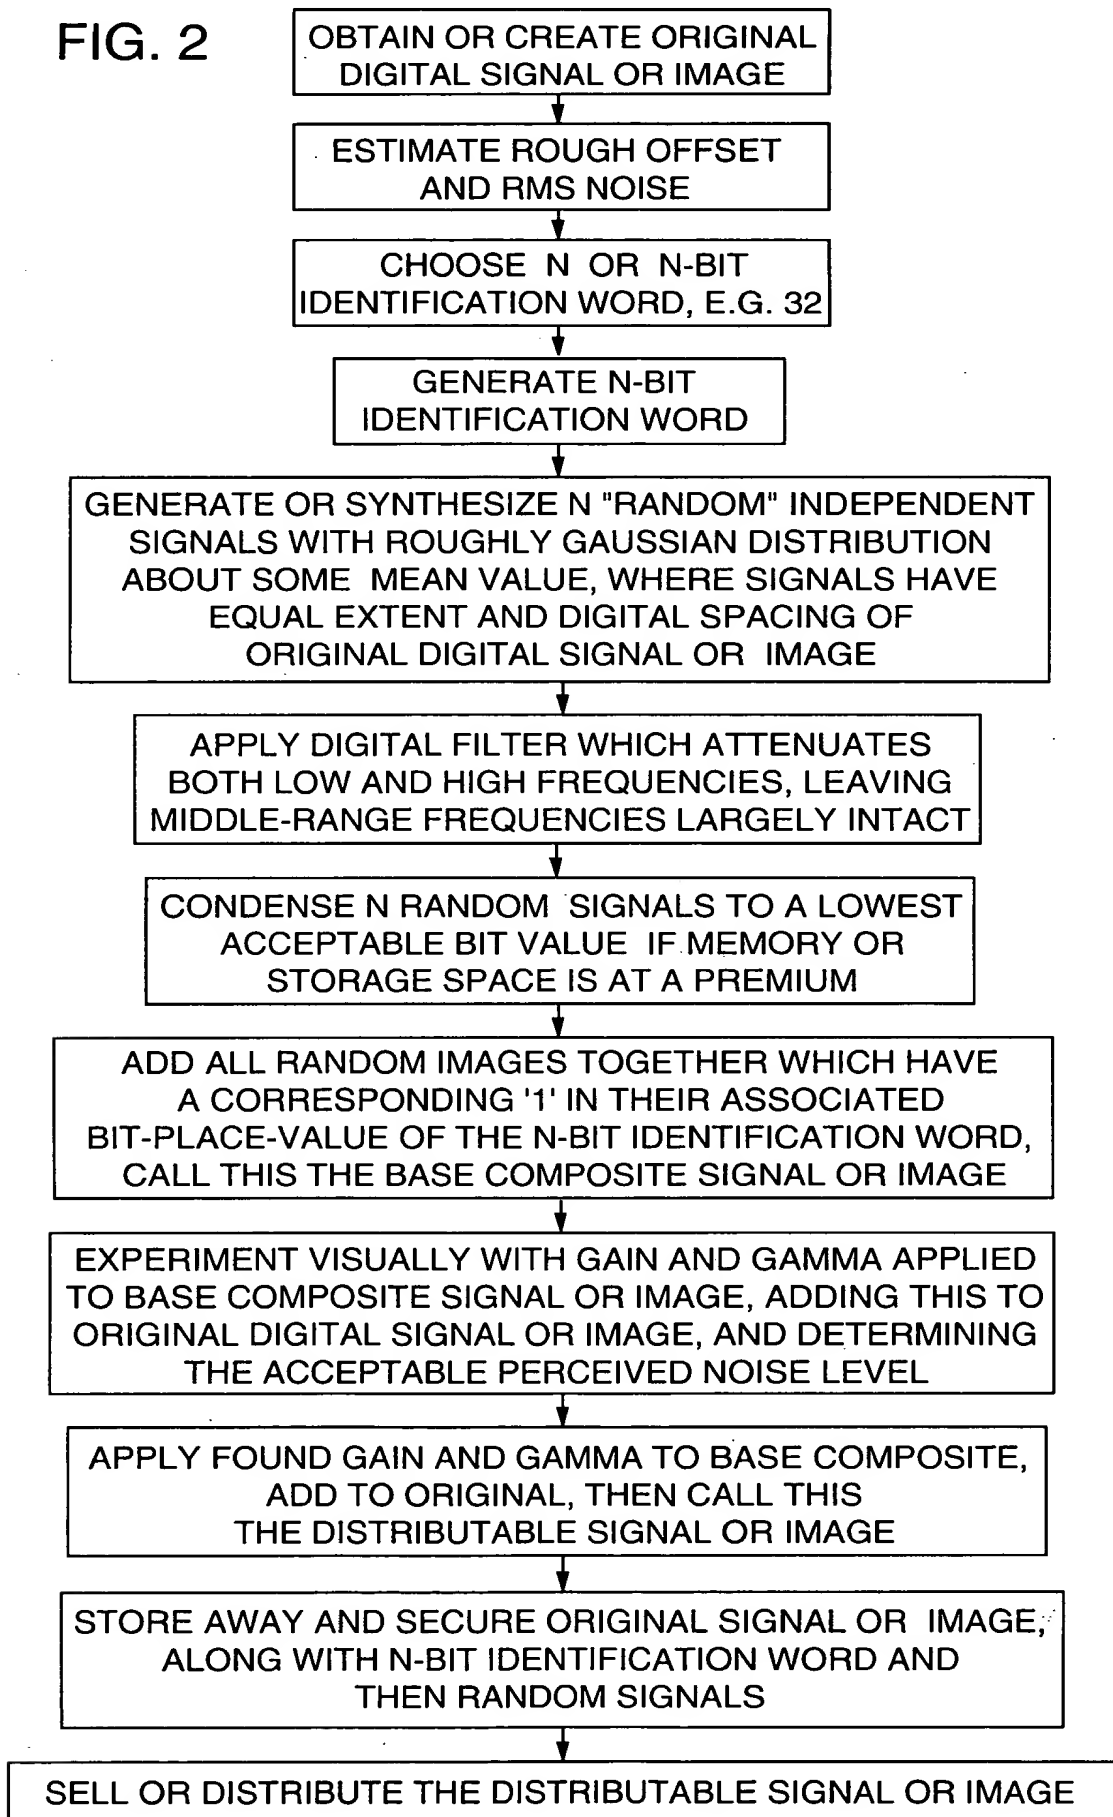 FIG. 2
OBTAIN OR CREATE ORIGINAL
DIGITAL SIGNAL OR IMAGE
ESTIMATE ROUGH OFFSET
AND RMS NOISE
CHOOSE N OR N-BIT
IDENTIFICATION WORD, E.G. 32
GENERATE N-BIT
IDENTIFICATION WORD
GENERATE OR SYNTHESIZE N "RANDOM" INDEPENDENT
SIGNALS WITH ROUGHLY GAUSSIAN DISTRIBUTION
ABOUT SOME MEAN VALUE, WHERE SIGNALS HAVE
EQUAL EXTENT AND DIGITAL SPACING OF
ORIGINAL DIGITAL SIGNAL OR IMAGE
APPLY DIGITAL FILTER WHICH ATTENUATES
BOTH LOW AND HIGH FREQUENCIES, LEAVING
MIDDLE-RANGE FREQUENCIES LARGELY INTACT
CONDENSE N RANDOM SIGNALS TO A LOWEST
ACCEPTABLE BIT VALUE IF MEMORY OR
STORAGE SPACE IS AT A PREMIUM
ADD ALL RANDOM IMAGES TOGETHER WHICH HAVE
A CORRESPONDING '1' IN THEIR ASSOCIATED
BIT-PLACE-VALUE OF THE N-BIT IDENTIFICATION WORD,
CALL THIS THE BASE COMPOSITE SIGNAL OR IMAGE
EXPERIMENT VISUALLY WITH GAIN AND GAMMA APPLIED
TO BASE COMPOSITE SIGNAL OR IMAGE, ADDING THIS TO
ORIGINAL DIGITAL SIGNAL OR IMAGE, AND DETERMINING
THE ACCEPTABLE PERCEIVED NOISE LEVEL
APPLY FOUND GAIN AND GAMMA TO BASE COMPOSITE,
ADD TO ORIGINAL, THEN CALL THIS
THE DISTRIBUTABLE SIGNAL OR IMAGE
STORE AWAY AND SECURE ORIGINAL SIGNAL OR IMAGE,
ALONG WITH N-BIT IDENTIFICATION WORD AND
THEN RANDOM SIGNALS
SELL OR DISTRIBUTE THE DISTRIBUTABLE SIGNAL OR IMAGE